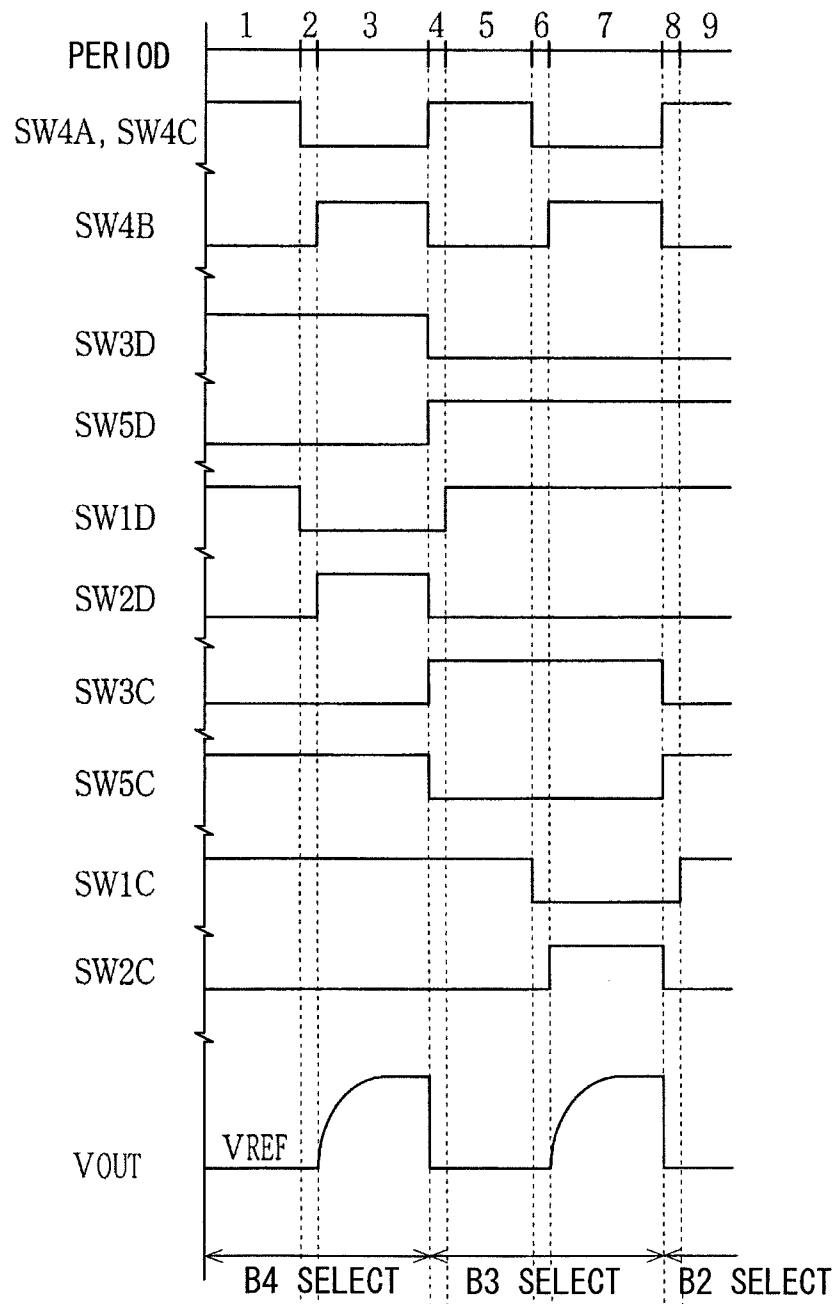 1 2 3 4 5 6 7 8 9
PERIOD
SW4A, SW4C
SW4B
SW3D
SW5D
SW1D
SW2D
SW3C
SW5C
SW1C
SW2C
VREF
VOUT
B4 SELECT B3 SELECT B2 SELECT